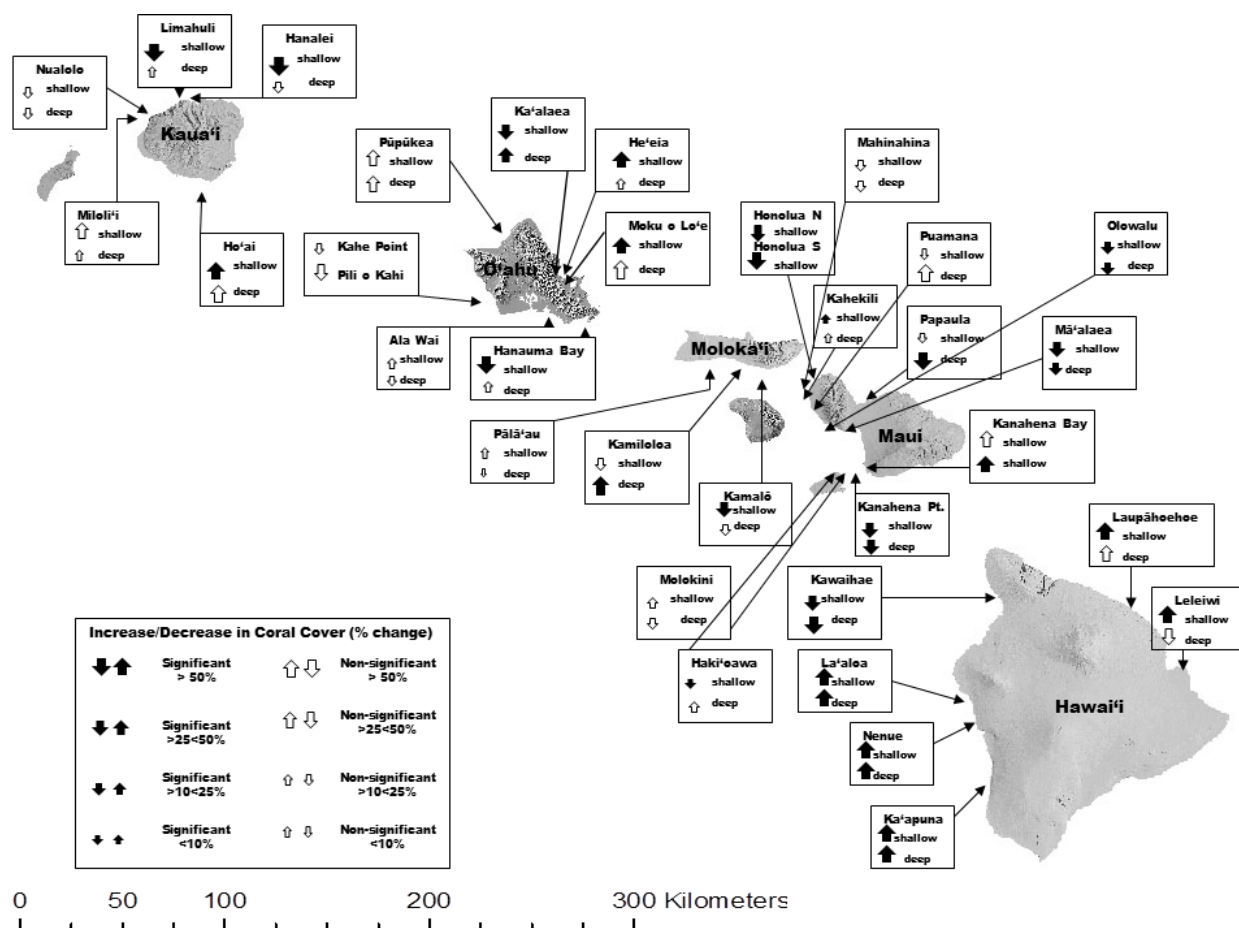 Limahuli
shallow
deep
Hanalei
shallow
deep
Nualolo
shallow
deep
Kaua‘i
Miloli‘i
shallow
deep
Ho‘ai
shallow
deep
Pūpūkea
shallow
deep
Ka‘alaea
shallow
deep
He‘eia
shallow
deep
Moku o Lo‘e
shallow
deep
Kahe Point
Pili o Kahi
O‘ahu
Ala Wai
shallow
deep
Hanauma Bay
shallow
deep
Mahinahina
shallow
deep
Honolua N
shallow
Honolua S
shallow
Puamana
shallow
deep
Olowalu
shallow
deep
Kahekili
shallow
deep
Papaula
shallow
deep
Mā‘alaea
shallow
deep
Moloka‘i
Maui
Pālā‘au
shallow
deep
Kamiloloa
shallow
deep
Kamalō
shallow
deep
Kanahena Bay
shallow
shallow
Kanahena Pt.
shallow
deep
Molokini
shallow
deep
Haki‘oawa
shallow
deep
Kawaihae
shallow
deep
Laupāhoehoe
shallow
deep
Leleiwi
shallow
deep
La‘aloa
shallow
deep
Nenue
shallow
deep
Ka‘apuna
shallow
deep
Hawai‘i
Increase/Decrease in Coral Cover (% change)
Significant
> 50%
Non-significant
> 50%
Significant
>25<50%
Non-significant
>25<50%
Significant
>10<25%
Non-significant
>10<25%
Significant
<10%
Non-significant
<10%
0 50 100 200 300 Kilometers